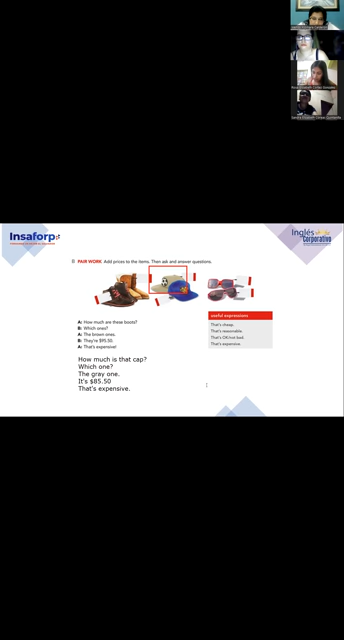 Insaforp
Inglés
Corporativo
B PAIR WORK Add prices to the items. Then ask and answer questions.
A: How much are these boots?
B: Which ones?
A: The brown ones.
B: They're $95.50.
A: That's expensive!
useful expressions
That's cheap.
That's reasonable.
That's OK/not bad.
That's expensive.
How much is that cap?
Which one?
The gray one.
It's $85.50
That's expensive.